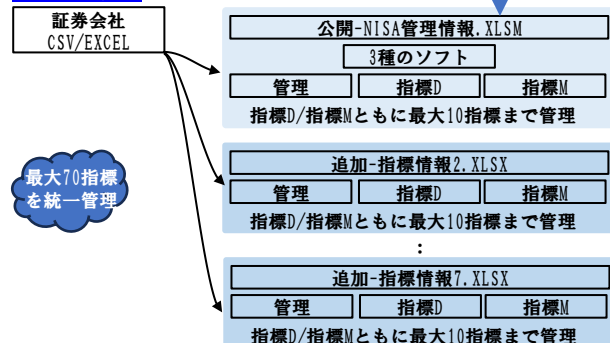 証券会社
CSV/EXCEL
公開-NISA管理情報.XLSM
3種のソフト
管理 指標D 指標M
指標D/指標Mともに最大10指標まで管理
最大70指標
を統一管理
追加-指標情報2.XLSX
管理 指標D 指標M
指標D/指標Mともに最大10指標まで管理
:
追加-指標情報7.XLSX
管理 指標D 指標M
指標D/指標Mともに最大10指標まで管理